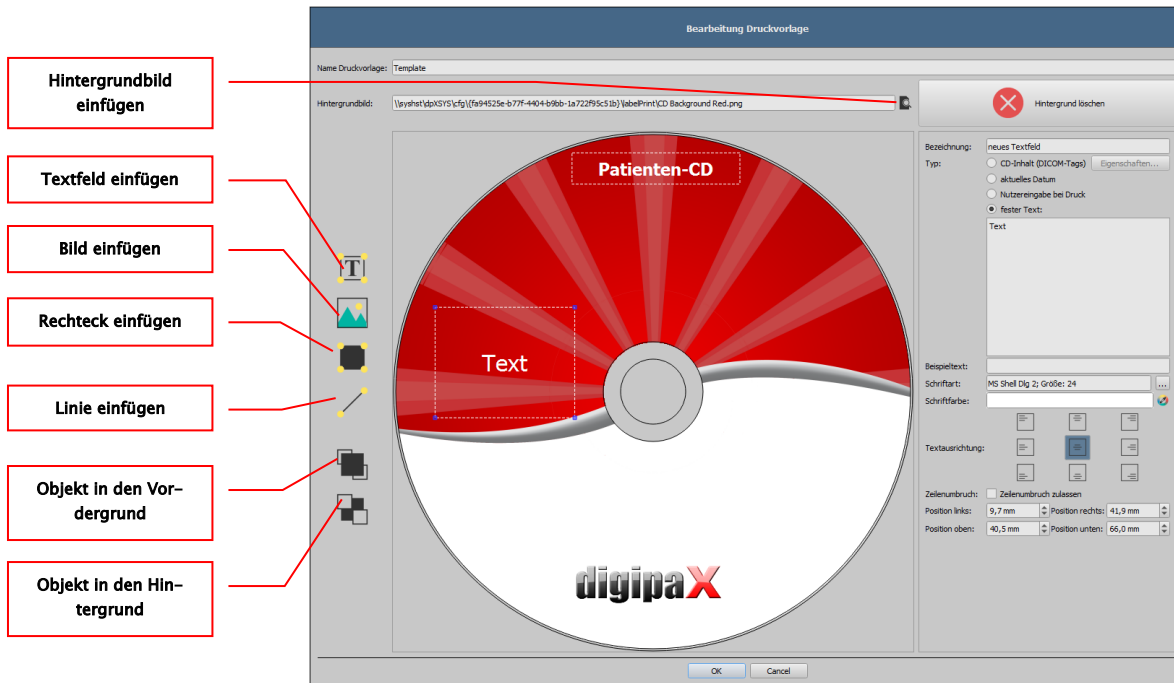 Bearbeitung Druckvorlage
Name Druckvorlage: Template
Hintergrundbild
einfügen
Hintergrundbild: \\syshst\dpXSYS\cfg\{fa94525e-b77f-4404-b9bb-1a722f95c51b}\labelPrint\CD Background Red.png
Hintergrund löschen
Textfeld einfügen
Bild einfügen
Rechteck einfügen
Linie einfügen
Objekt in den Vor-
dergrund
Objekt in den Hin-
tergrund
T
Patienten-CD
Text
digipaX
Bezeichnung: neues Textfeld
Typ: CD-Inhalt (DICOM-Tags) Eigenschaften...
aktuelles Datum
Nutzereingabe bei Druck
fester Text:
Text
Beispieltext:
Schriftart: MS Shell Dlg 2; Größe: 24 ...
Schriftfarbe:
Textausrichtung:
Zeilenumbruch: Zeilenumbruch zulassen
Position links: 9,7 mm Position rechts: 41,9 mm
Position oben: 40,5 mm Position unten: 66,0 mm
OK Cancel